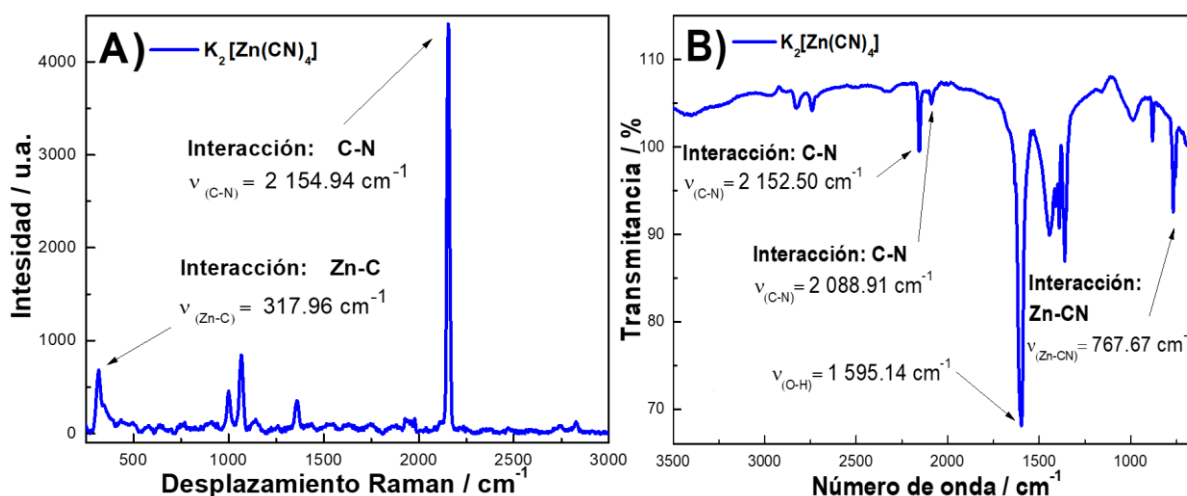 A)
K2[Zn(CN)4]
Interacción: C-N
ν(C-N) = 2 154.94 cm-1
Interacción: Zn-C
ν (Zn-C) = 317.96 cm-1
Intesidad / u.a.
4000
3000
2000
1000
0
500 1000 1500 2000 2500 3000
Desplazamiento Raman / cm-1
B)
K2[Zn(CN)4]
Interacción: C-N
ν(C-N) = 2 152.50 cm-1
Interacción: C-N
ν(C-N) = 2 088.91 cm-1
Interacción:
Zn-CN
ν(Zn-CN) = 767.67 cm-1
ν(O-H) = 1 595.14 cm-1
Transmitancia / %
110
100
90
80
70
3500 3000 2500 2000 1500 1000
Número de onda / cm-1